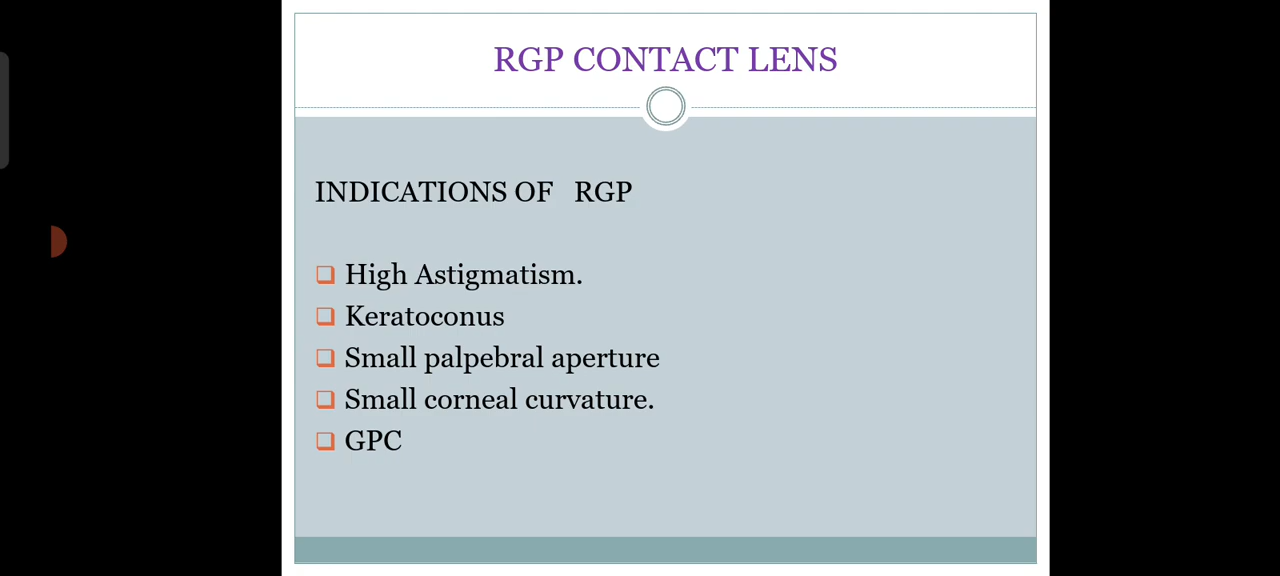 RGP CONTACT LENS
INDICATIONS OF RGP
High Astigmatism.
Keratoconus
Small palpebral aperture
Small corneal curvature.
GPC